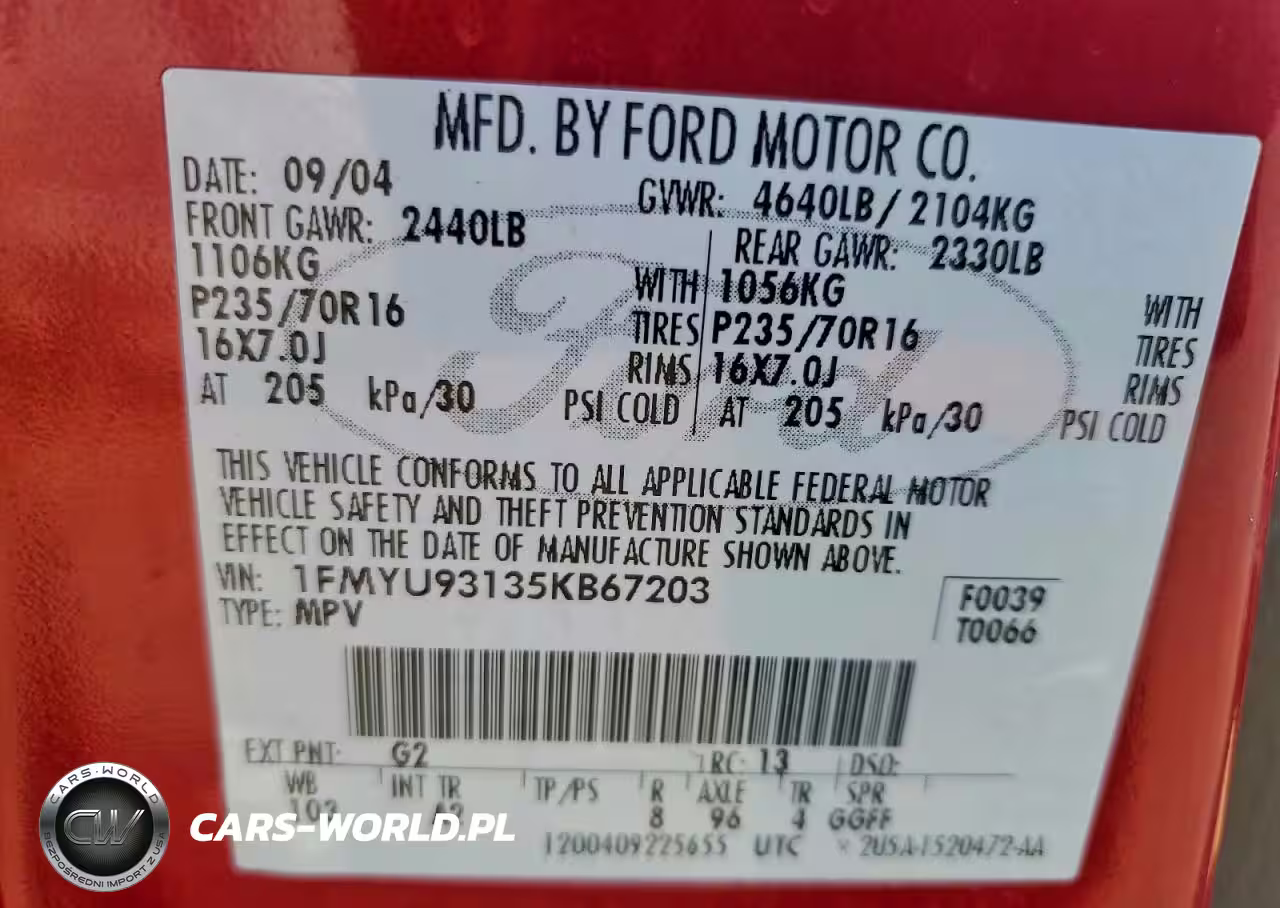 MFD. BY FORD MOTOR CO.
DATE: 09/04
GVWR: 4640LB / 2104KG
FRONT GAWR: 2440LB
REAR GAWR: 2330LB
1106KG WITH
1056KG WITH
P235/70R16 TIRES
P235/70R16 TIRES
16X7.0J RIMS
16X7.0J RIMS
AT 205 kPa/30 PSI COLD
AT 205 kPa/30 PSI COLD
Ford
THIS VEHICLE CONFORMS TO ALL APPLICABLE FEDERAL MOTOR
VEHICLE SAFETY AND THEFT PREVENTION STANDARDS IN
EFFECT ON THE DATE OF MANUFACTURE SHOWN ABOVE.
VIN: 1FMYU93135KB67203
TYPE: MPV
F0039
T0066
EXT PNT: G2 RC: 13 DSO:
WB INT TR TP/PS R AXLE TR SPR
103 8 96 4 GGFF
1200409225655 UTC
CARS-WORLD
CW
BEZPOŚREDNI IMPORT Z USA
CARS-WORLD.PL